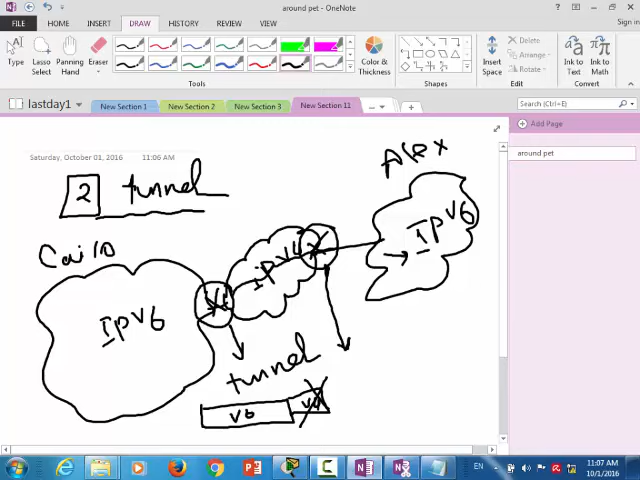 around pet - OneNote
FILE HOME INSERT DRAW HISTORY REVIEW VIEW
Type Lasso Select Panning Hand Eraser Color & Thickness Insert Space Delete Arrange Rotate Ink to Text Ink to Math
Tools Shapes Edit Convert
lastday1 New Section 1 New Section 2 New Section 3 New Section 11 Search (Ctrl+E)
Add Page
around pet
Saturday, October 01, 2016 11:06 AM
Alex
2 tunnel
IPV6
Cairo
IPV4
IPV6
tunnel
V6 V4
EN 11:07 AM
10/1/2016